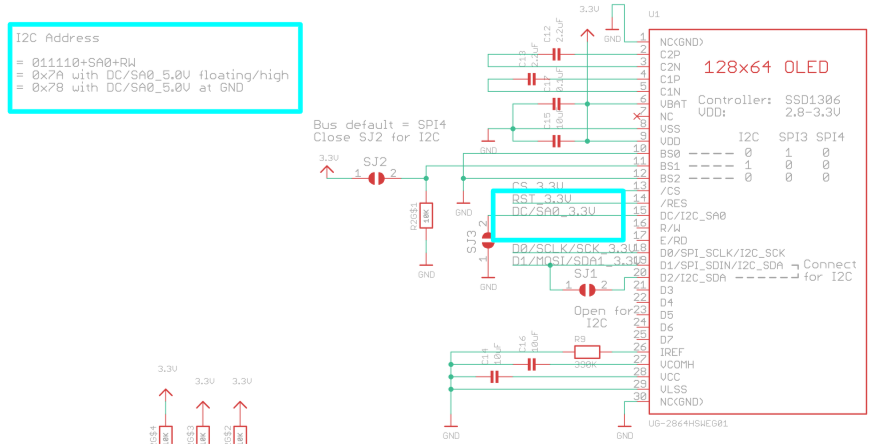 I2C Address
= 011110+SA0+RW
= 0x7A with DC/SA0_5.0V floating/high
= 0x78 with DC/SA0_5.0V at GND
Bus default = SPI4
Close SJ2 for I2C
3.3V
SJ2
1 2
R2G$1
10K
GND
3.3V
GND
C12
2.2uF
C13
2.2uF
C17
0.1uF
C15
10uF
GND
GND
CS_3.3V
RST_3.3V
DC/SA0_3.3V
SJ3
2
1
GND
D0/SCLK/SCK_3.3V
D1/MOSI/SDA1_3.3V
SJ1
1 2
Open for
I2C
R9
390K
C16
10uF
C14
10uF
GND
GND
U1
128x64 OLED
Controller: SSD1306
VDD: 2.8-3.3V
I2C SPI3 SPI4
1 NC(GND)
2 C2P
3 C2N
4 C1P
5 C1N
6 VBAT
7 NC
8 VSS
9 VDD
10 BS0 ---- 0 1 0
11 BS1 ---- 1 0 0
12 BS2 ---- 0 0 0
13 /CS
14 /RES
15 DC/I2C_SA0
16 R/W
17 E/RD
18 D0/SPI_SCLK/I2C_SCK
19 D1/SPI_SDIN/I2C_SDA Connect
20 D2/I2C_SDA ------ for I2C
21 D3
22 D4
23 D5
24 D6
25 D7
26 IREF
27 VCOMH
28 VCC
29 VLSS
30 NC(GND)
UG-2864HSWEG01
3.3V
3.3V
3.3V
10K
10K
10K